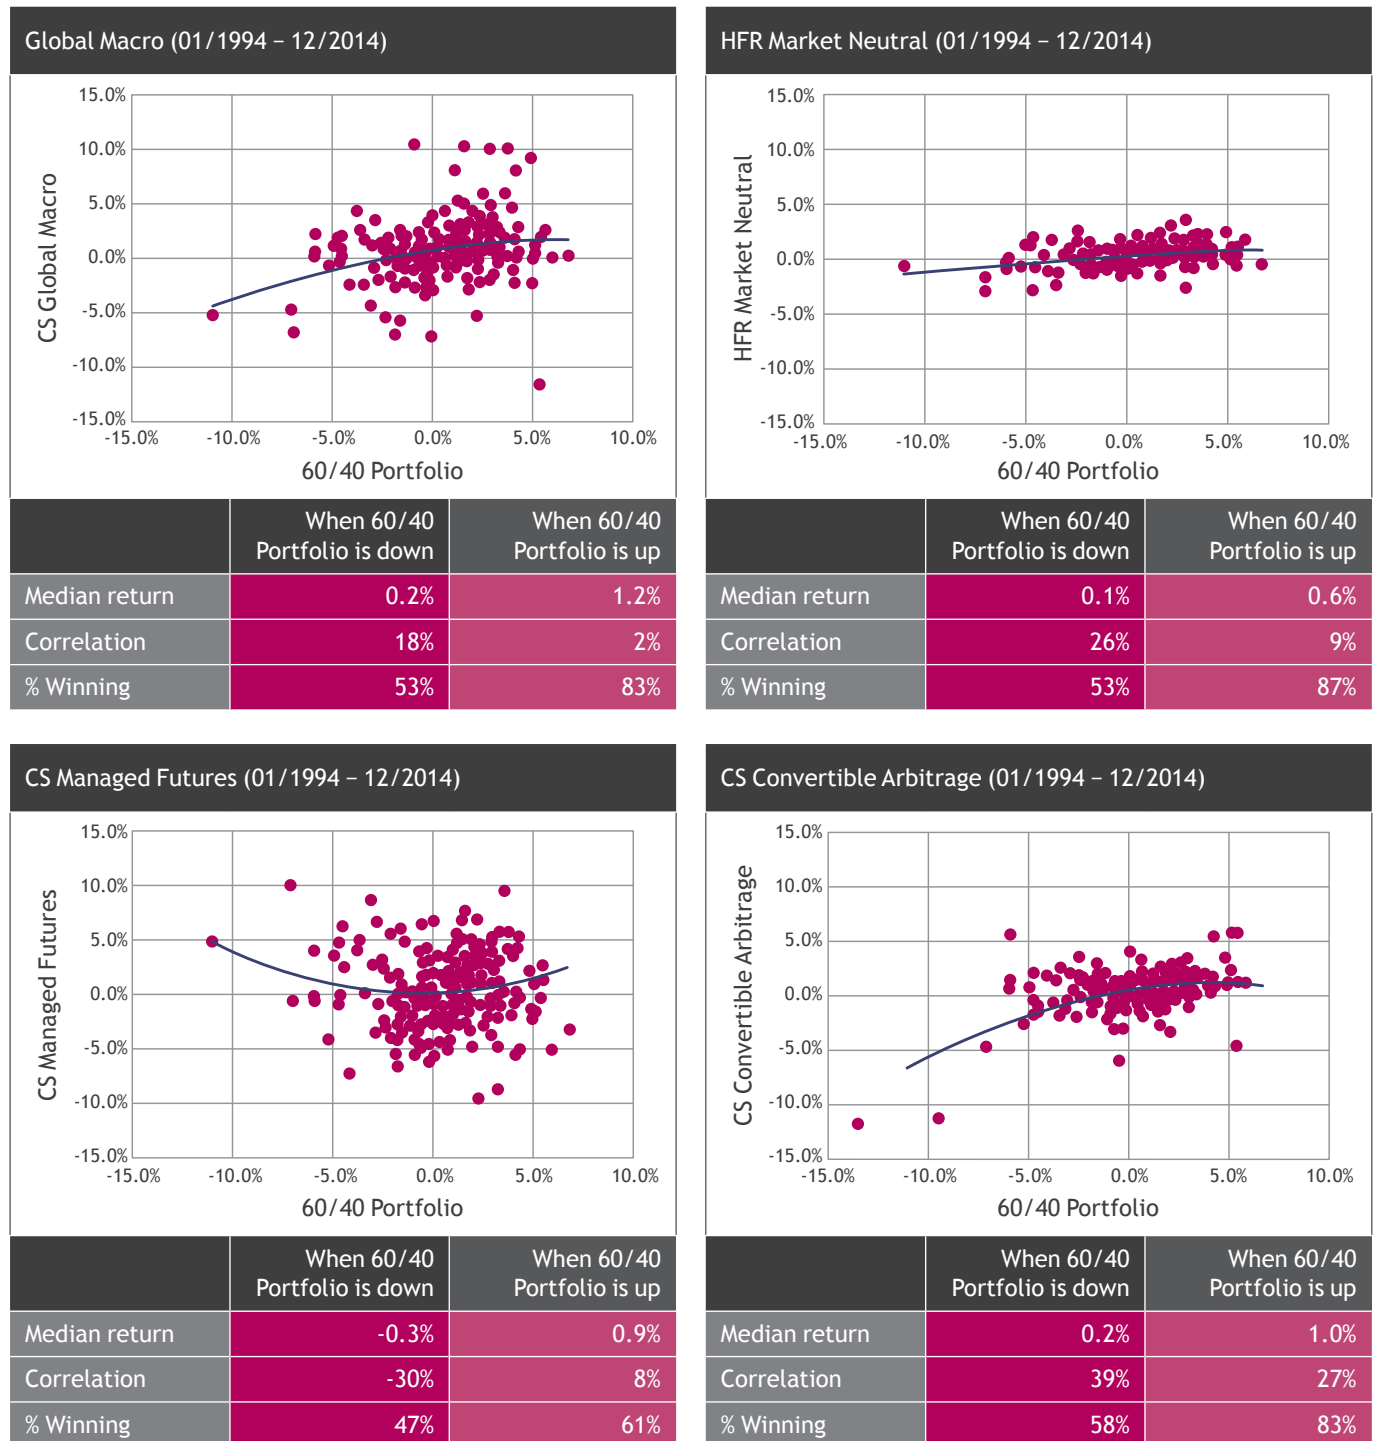 Global Macro (01/1994 – 12/2014)
15.0%
10.0%
5.0%
0.0%
-5.0%
-10.0%
-15.0%
CS Global Macro
-15.0% -10.0% -5.0% 0.0% 5.0% 10.0%
60/40 Portfolio
When 60/40 When 60/40
Portfolio is down Portfolio is up
Median return 0.2% 1.2%
Correlation 18% 2%
% Winning 53% 83%
HFR Market Neutral (01/1994 – 12/2014)
15.0%
10.0%
5.0%
0.0%
-5.0%
-10.0%
-15.0%
HFR Market Neutral
-15.0% -10.0% -5.0% 0.0% 5.0% 10.0%
60/40 Portfolio
When 60/40 When 60/40
Portfolio is down Portfolio is up
Median return 0.1% 0.6%
Correlation 26% 9%
% Winning 53% 87%
CS Managed Futures (01/1994 – 12/2014)
15.0%
10.0%
5.0%
0.0%
-5.0%
-10.0%
-15.0%
CS Managed Futures
-15.0% -10.0% -5.0% 0.0% 5.0% 10.0%
60/40 Portfolio
When 60/40 When 60/40
Portfolio is down Portfolio is up
Median return -0.3% 0.9%
Correlation -30% 8%
% Winning 47% 61%
CS Convertible Arbitrage (01/1994 – 12/2014)
15.0%
10.0%
5.0%
0.0%
-5.0%
-10.0%
-15.0%
CS Convertible Arbitrage
-15.0% -10.0% -5.0% 0.0% 5.0% 10.0%
60/40 Portfolio
When 60/40 When 60/40
Portfolio is down Portfolio is up
Median return 0.2% 1.0%
Correlation 39% 27%
% Winning 58% 83%